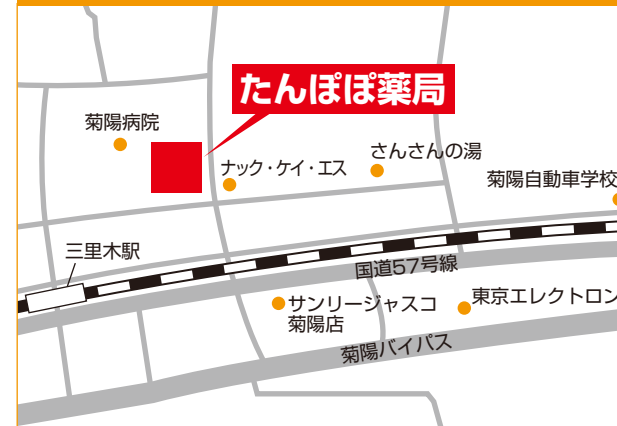 たんぽぽ薬局
菊陽病院
さんさんの湯
ナック・ケイ・エス
菊陽自動車学校
三里木駅
国道57号線
サンリージャスコ
菊陽店
東京エレクトロン
菊陽バイパス